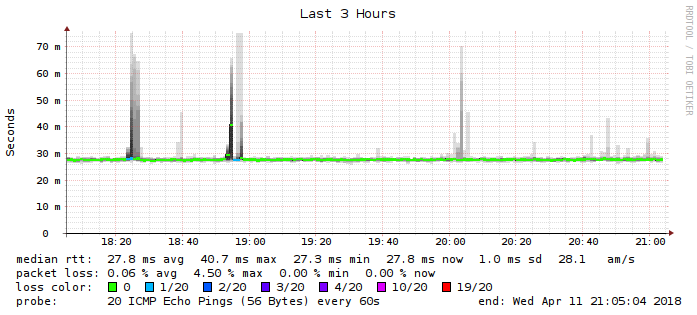 Last 3 Hours
RRDTOOL / TOBI OETIKER
Seconds
70 m
60 m
50 m
40 m
30 m
20 m
10 m
0
18:20 18:40 19:00 19:20 19:40 20:00 20:20 20:40 21:00
median rtt: 27.8 ms avg 40.7 ms max 27.3 ms min 27.8 ms now 1.0 ms sd 28.1 am/s
packet loss: 0.06 % avg 4.50 % max 0.00 % min 0.00 % now
loss color: 0 1/20 2/20 3/20 4/20 10/20 19/20
probe: 20 ICMP Echo Pings (56 Bytes) every 60s end: Wed Apr 11 21:05:04 2018